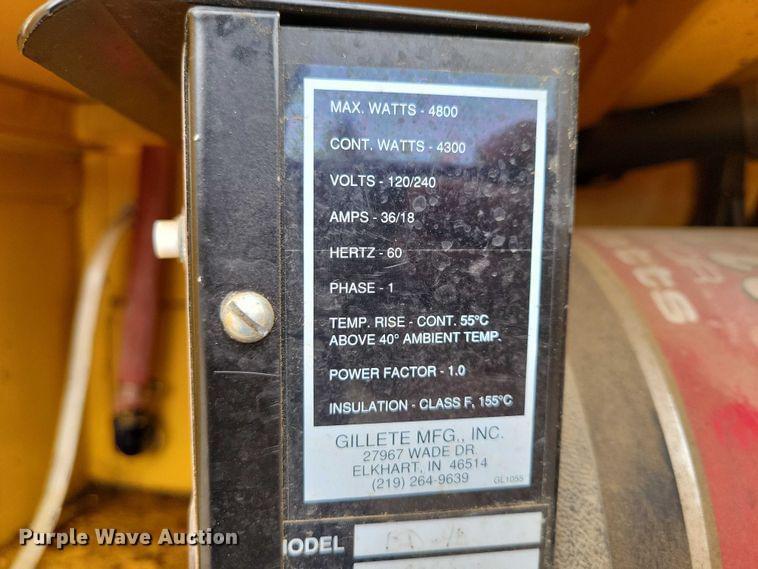 MAX. WATTS - 4800
CONT. WATTS - 4300
VOLTS - 120/240
AMPS - 36/18
HERTZ - 60
PHASE - 1
TEMP. RISE - CONT. 55°C
ABOVE 40° AMBIENT TEMP.
POWER FACTOR - 1.0
INSULATION - CLASS F, 155°C
GILLETE MFG., INC.
27967 WADE DR.
ELKHART, IN 46514
(219) 264-9639
GL1055
MODEL
Purple Wave Auction